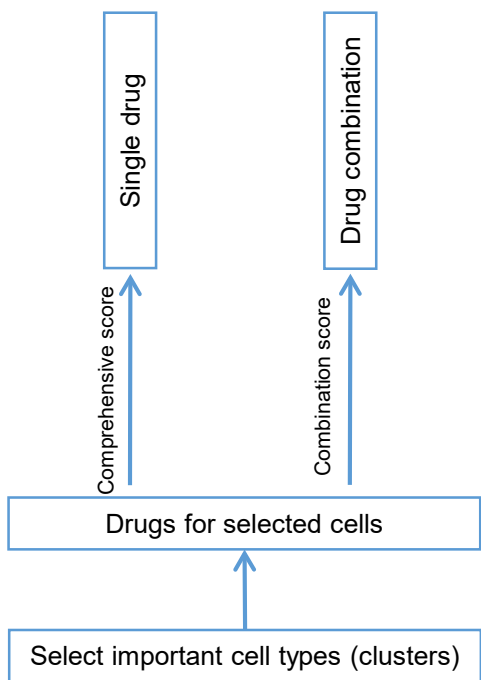 Single drug
Drug combination
Comprehensive score
Combination score
Drugs for selected cells
Select important cell types (clusters)